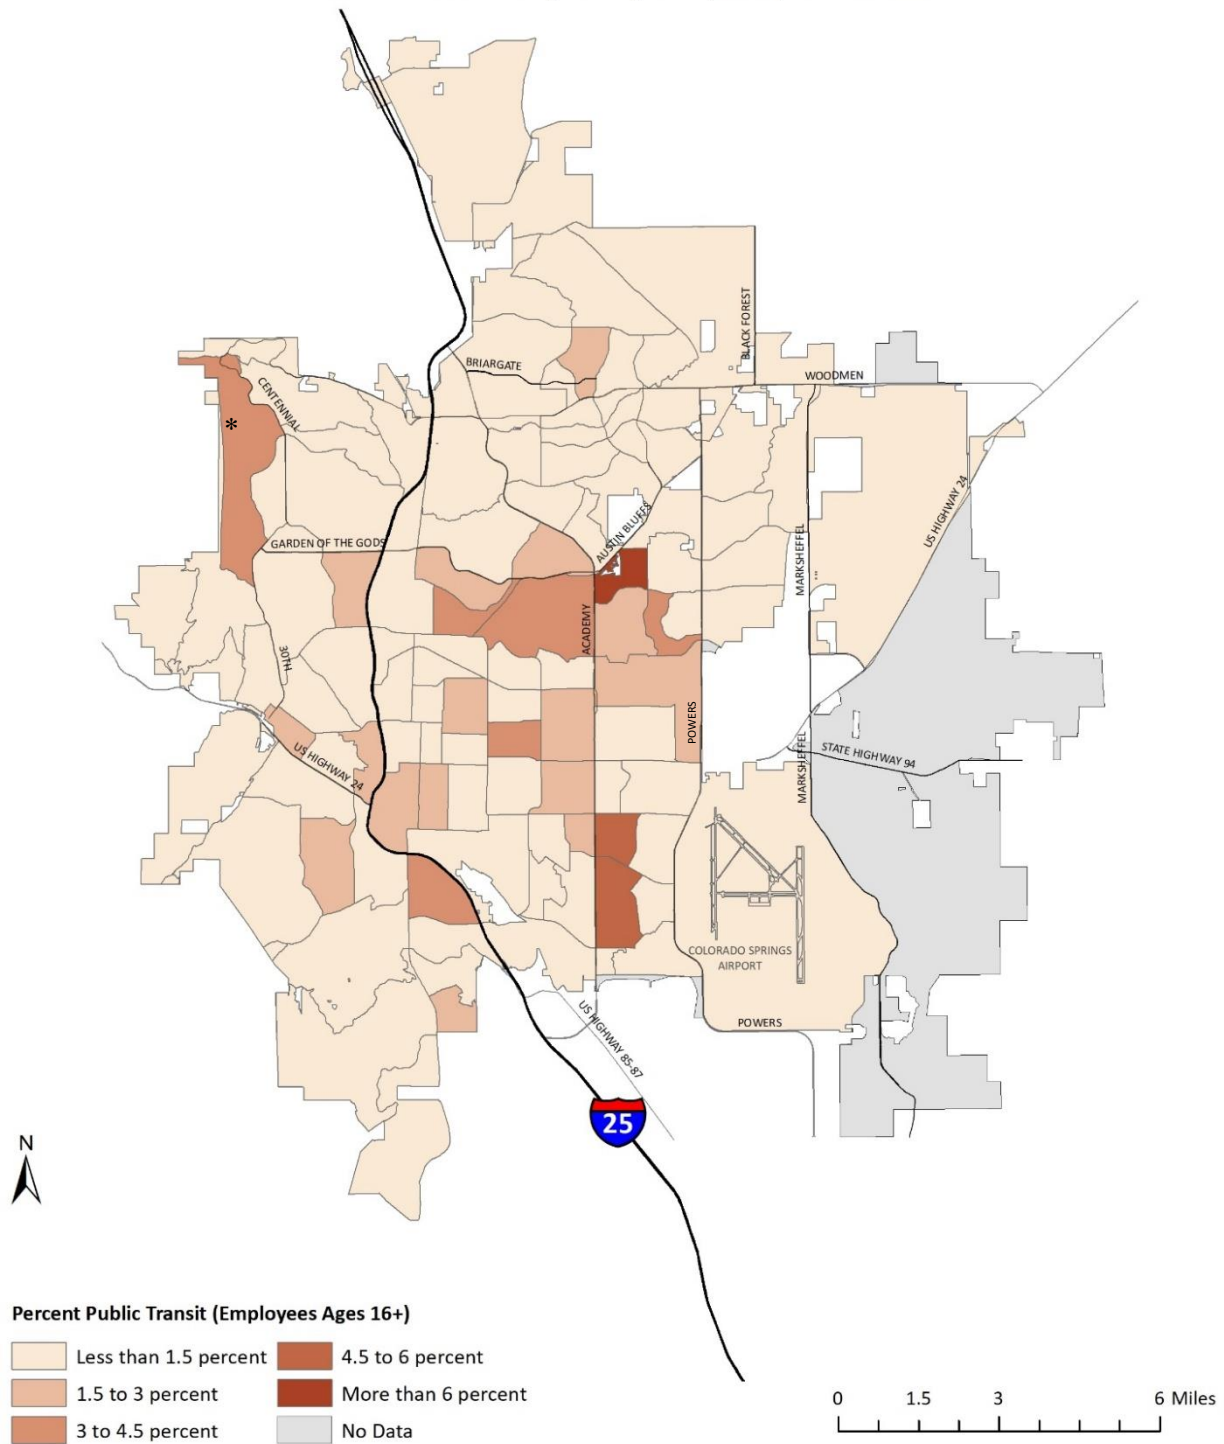 BLACK FOREST
BRIARGATE
WOODMEN
CENTENNIAL
*
US HIGHWAY 24
AUSTIN BLUFFS
GARDEN OF THE GODS
MARKSHEFFEL
ACADEMY
30TH
POWERS
US HIGHWAY 24
STATE HIGHWAY 94
MARKSHEFFEL
COLORADO SPRINGS
AIRPORT
POWERS
US HIGHWAY 85-87
25
N
Percent Public Transit (Employees Ages 16+)
Less than 1.5 percent
1.5 to 3 percent
3 to 4.5 percent
4.5 to 6 percent
More than 6 percent
No Data
0 1.5 3 6 Miles